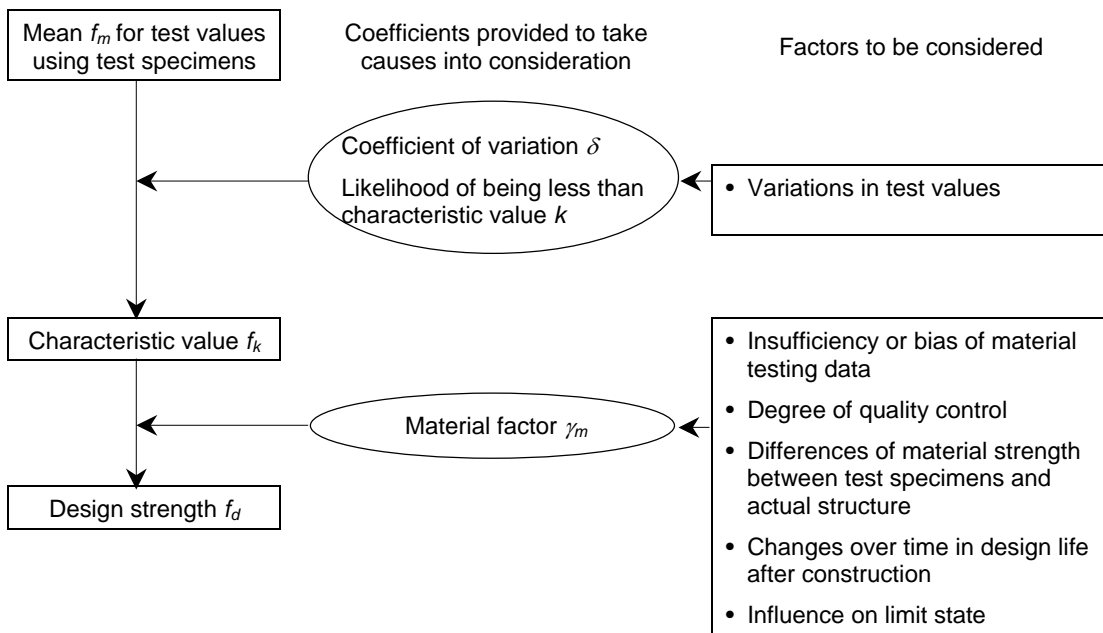 Mean fm for test values
using test specimens
Coefficients provided to take
causes into consideration
Factors to be considered
Coefficient of variation δ
Likelihood of being less than
characteristic value k
• Variations in test values
Characteristic value fk
Material factor γm
Design strength fd
• Insufficiency or bias of material
testing data
• Degree of quality control
• Differences of material strength
between test specimens and
actual structure
• Changes over time in design life
after construction
• Influence on limit state